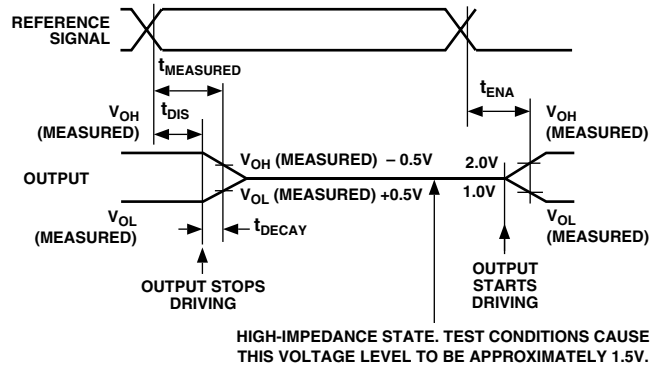 REFERENCE
SIGNAL
tMEASURED
tENA
VOH
(MEASURED)
tDIS
VOH
(MEASURED)
VOH (MEASURED) – 0.5V
2.0V
OUTPUT
VOL (MEASURED) +0.5V
1.0V
VOL
(MEASURED)
VOL
(MEASURED)
tDECAY
OUTPUT STOPS
DRIVING
OUTPUT
STARTS
DRIVING
HIGH-IMPEDANCE STATE. TEST CONDITIONS CAUSE
THIS VOLTAGE LEVEL TO BE APPROXIMATELY 1.5V.